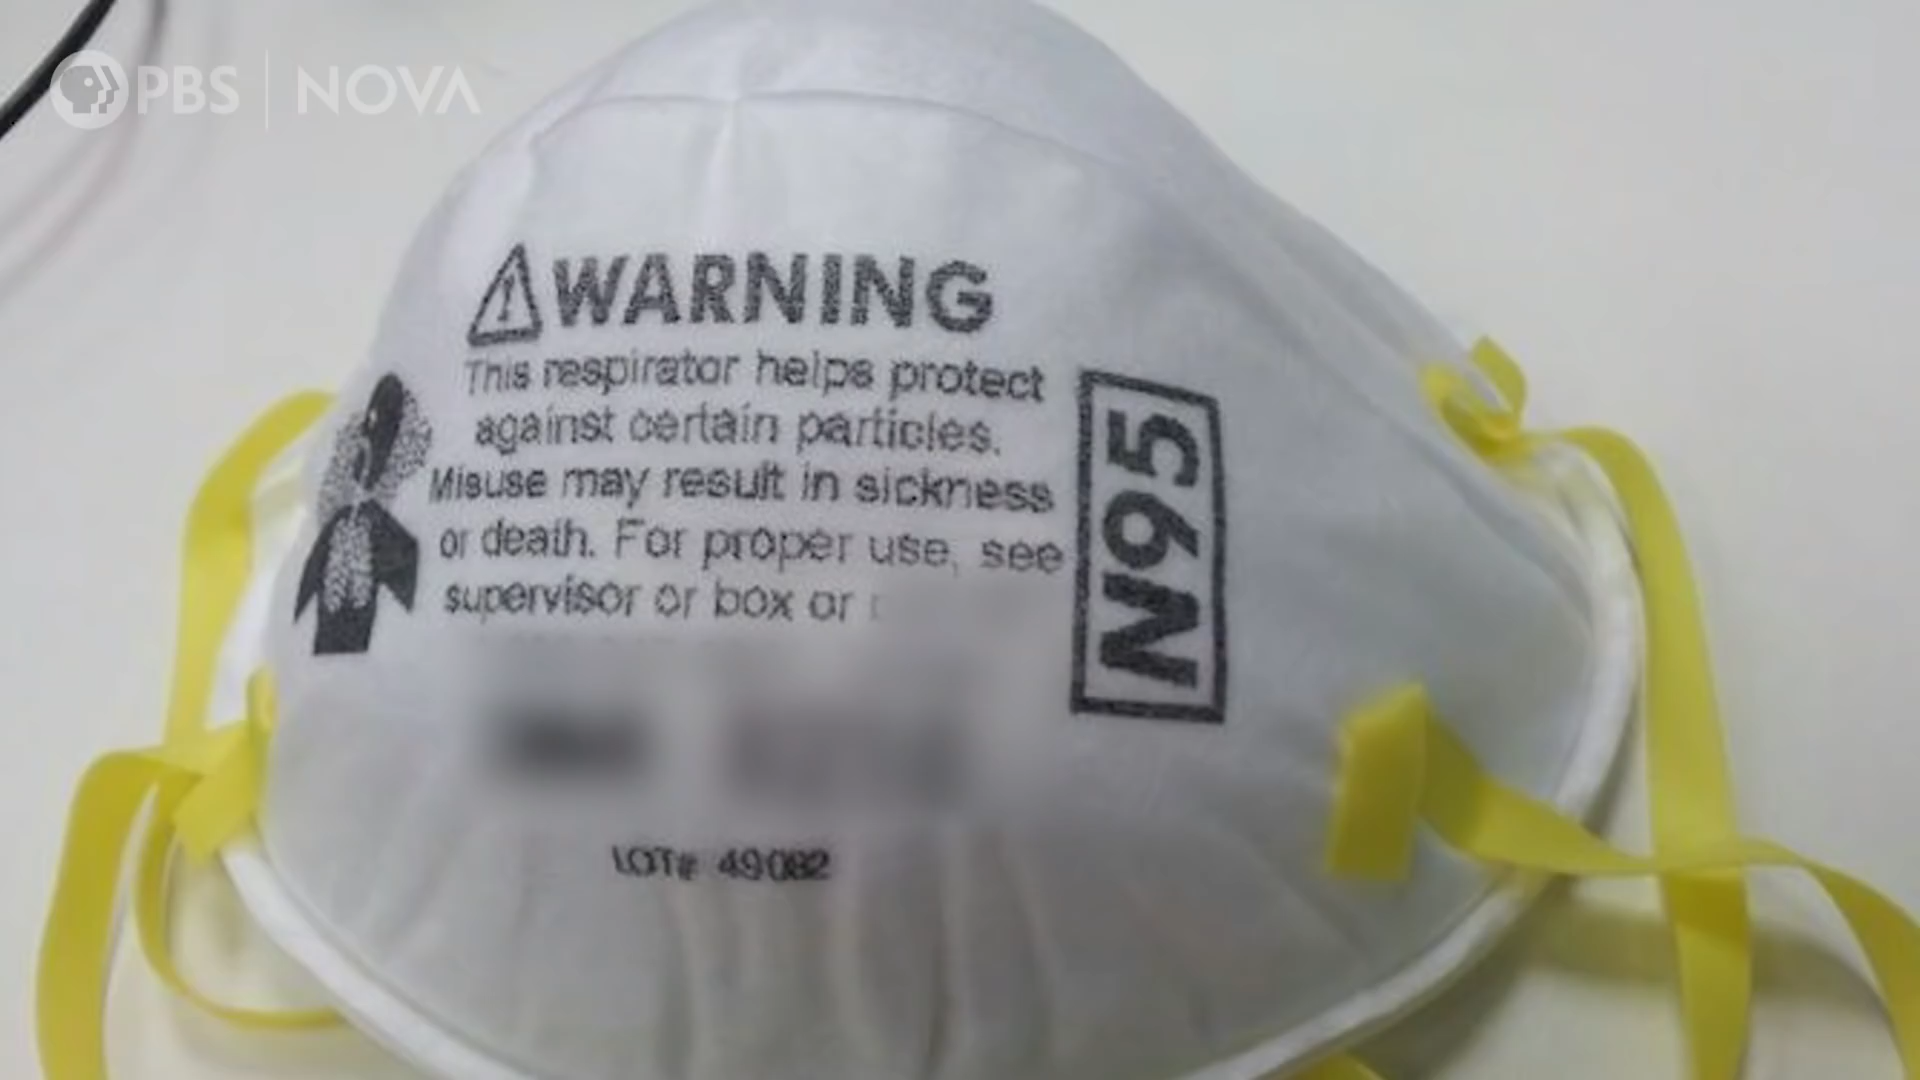 PBS | NOVA
WARNING
This respirator helps protect
against certain particles.
Misuse may result in sickness
or death. For proper use, see
supervisor or box or
N95
LOT# 49082